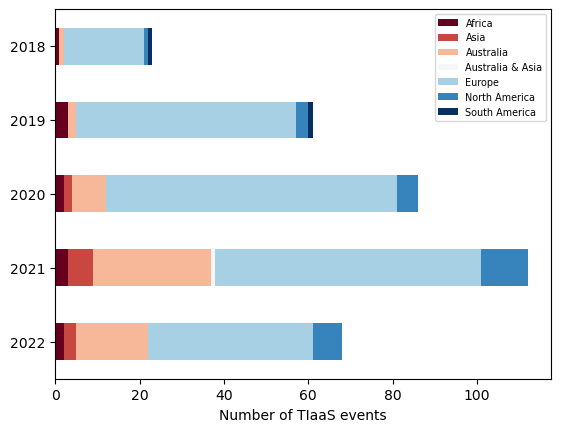 Africa
Asia
Australia
Australia & Asia
Europe
North America
South America
2018
2019
2020
2021
2022
0 20 40 60 80 100
Number of TIaaS events